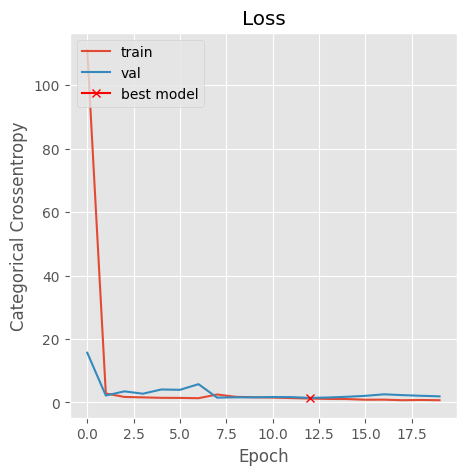 Loss
train
val
best model
Categorical Crossentropy
100
80
60
40
20
0
0.0 2.5 5.0 7.5 10.0 12.5 15.0 17.5
Epoch